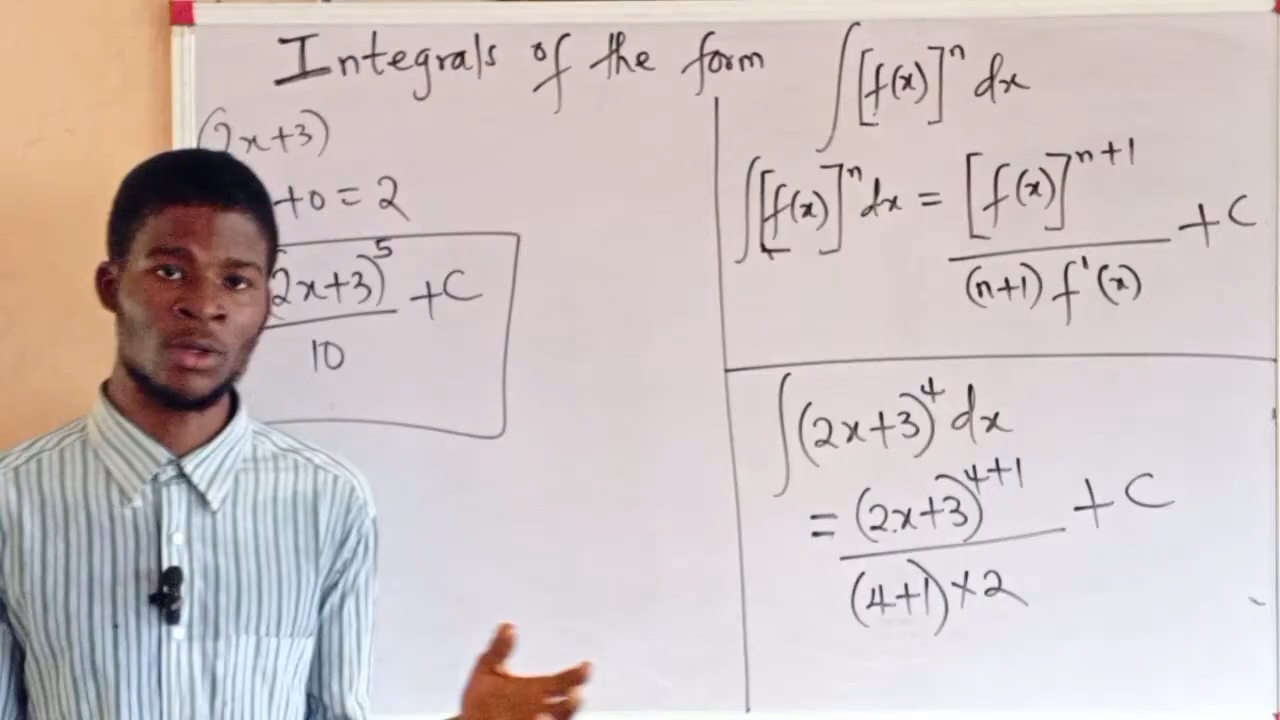 Integrals of the form ∫[f(x)]ⁿ dx
(2x+3)
+0 = 2
(2x+3)⁵ + C
10
∫[f(x)]ⁿ dx = [f(x)]ⁿ⁺¹ + C
(n+1) f'(x)
∫(2x+3)⁴ dx
= (2x+3)⁴⁺¹ + C
(4+1)×2